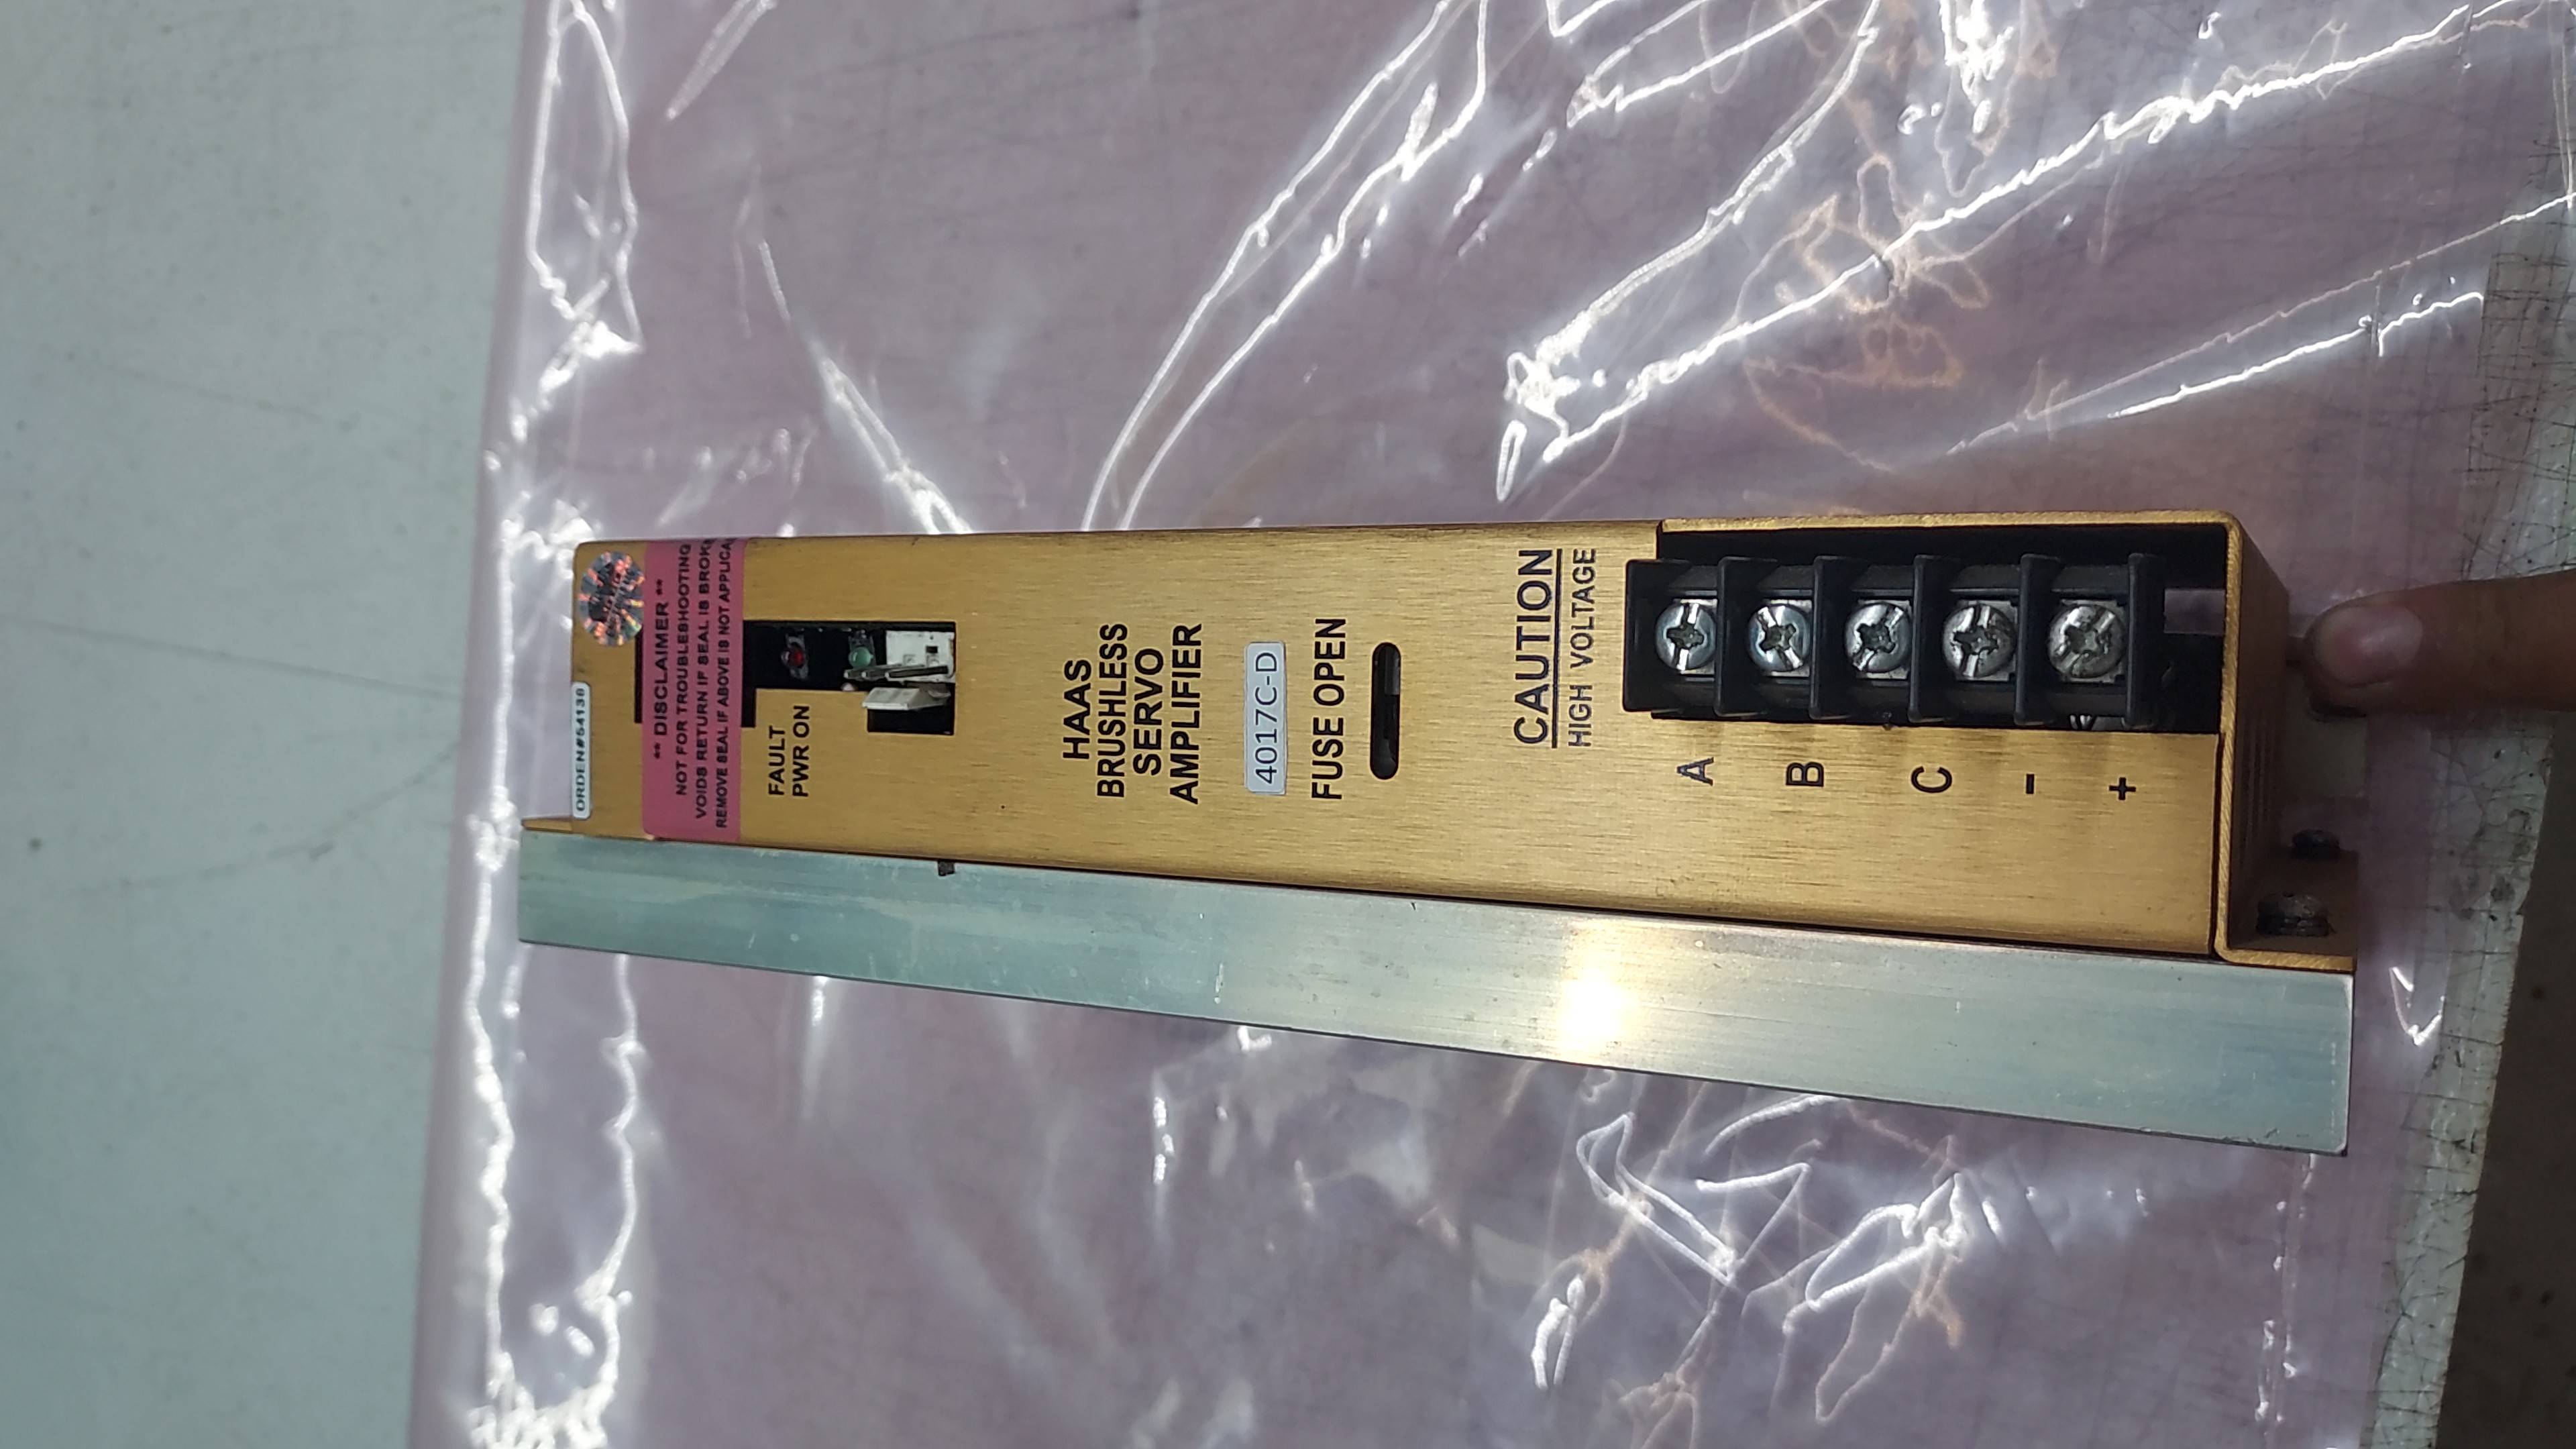 ORDEN#54138
** DISCLAIMER **
NOT FOR TROUBLESHOOTING
VOIDS RETURN IF SEAL IS BROKE
REMOVE SEAL IF ABOVE IS NOT APPLICA
FAULT
PWR ON
HAAS
BRUSHLESS
SERVO
AMPLIFIER
4017C-D
FUSE OPEN
CAUTION
HIGH VOLTAGE
A
B
C
-
+